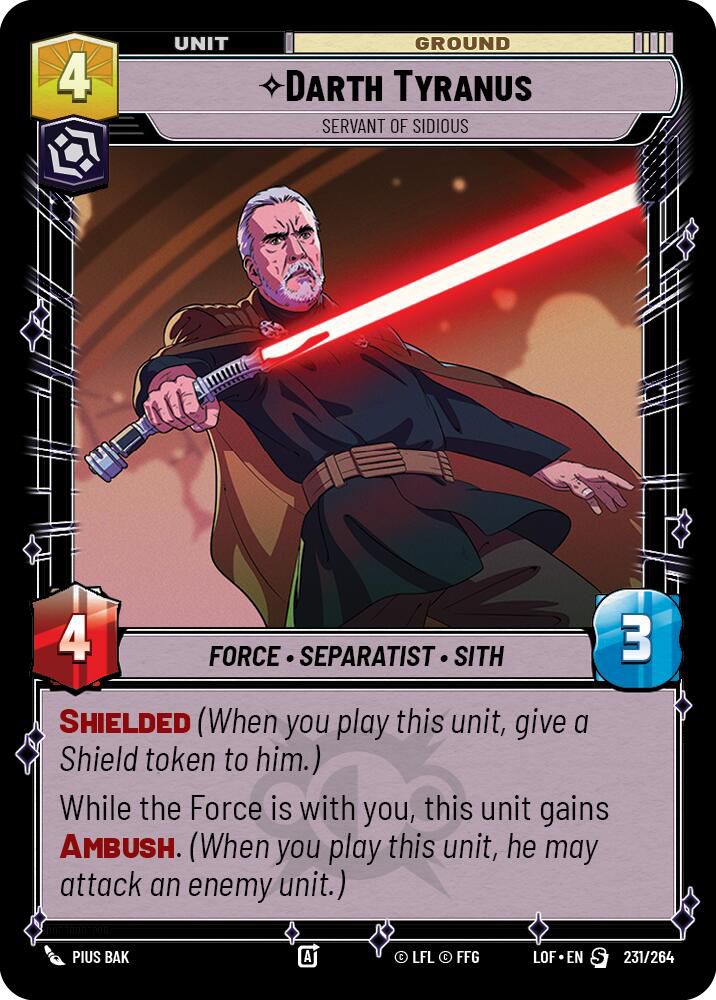 UNIT GROUND
4
✧DARTH TYRANUS
SERVANT OF SIDIOUS
4 FORCE • SEPARATIST • SITH 3
SHIELDED (When you play this unit, give a
Shield token to him.)
While the Force is with you, this unit gains
AMBUSH. (When you play this unit, he may
attack an enemy unit.)
PIUS BAK A © LFL © FFG LOF • EN S 231/264